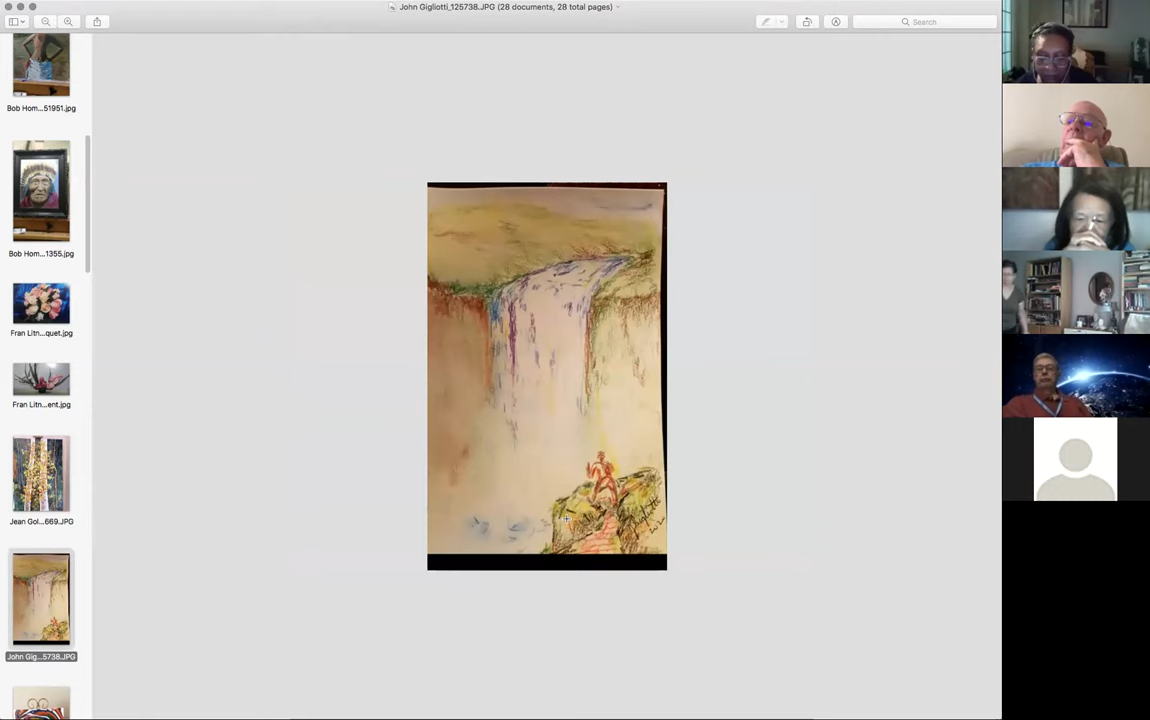 John Gigliotti_125738.JPG (28 documents, 28 total pages)
Search
Bob Hom...51951.jpg
Bob Hom...1355.jpg
Fran Litn...quet.jpg
Fran Litn...ent.jpg
Jean Gol...669.JPG
John Gig...5738.JPG